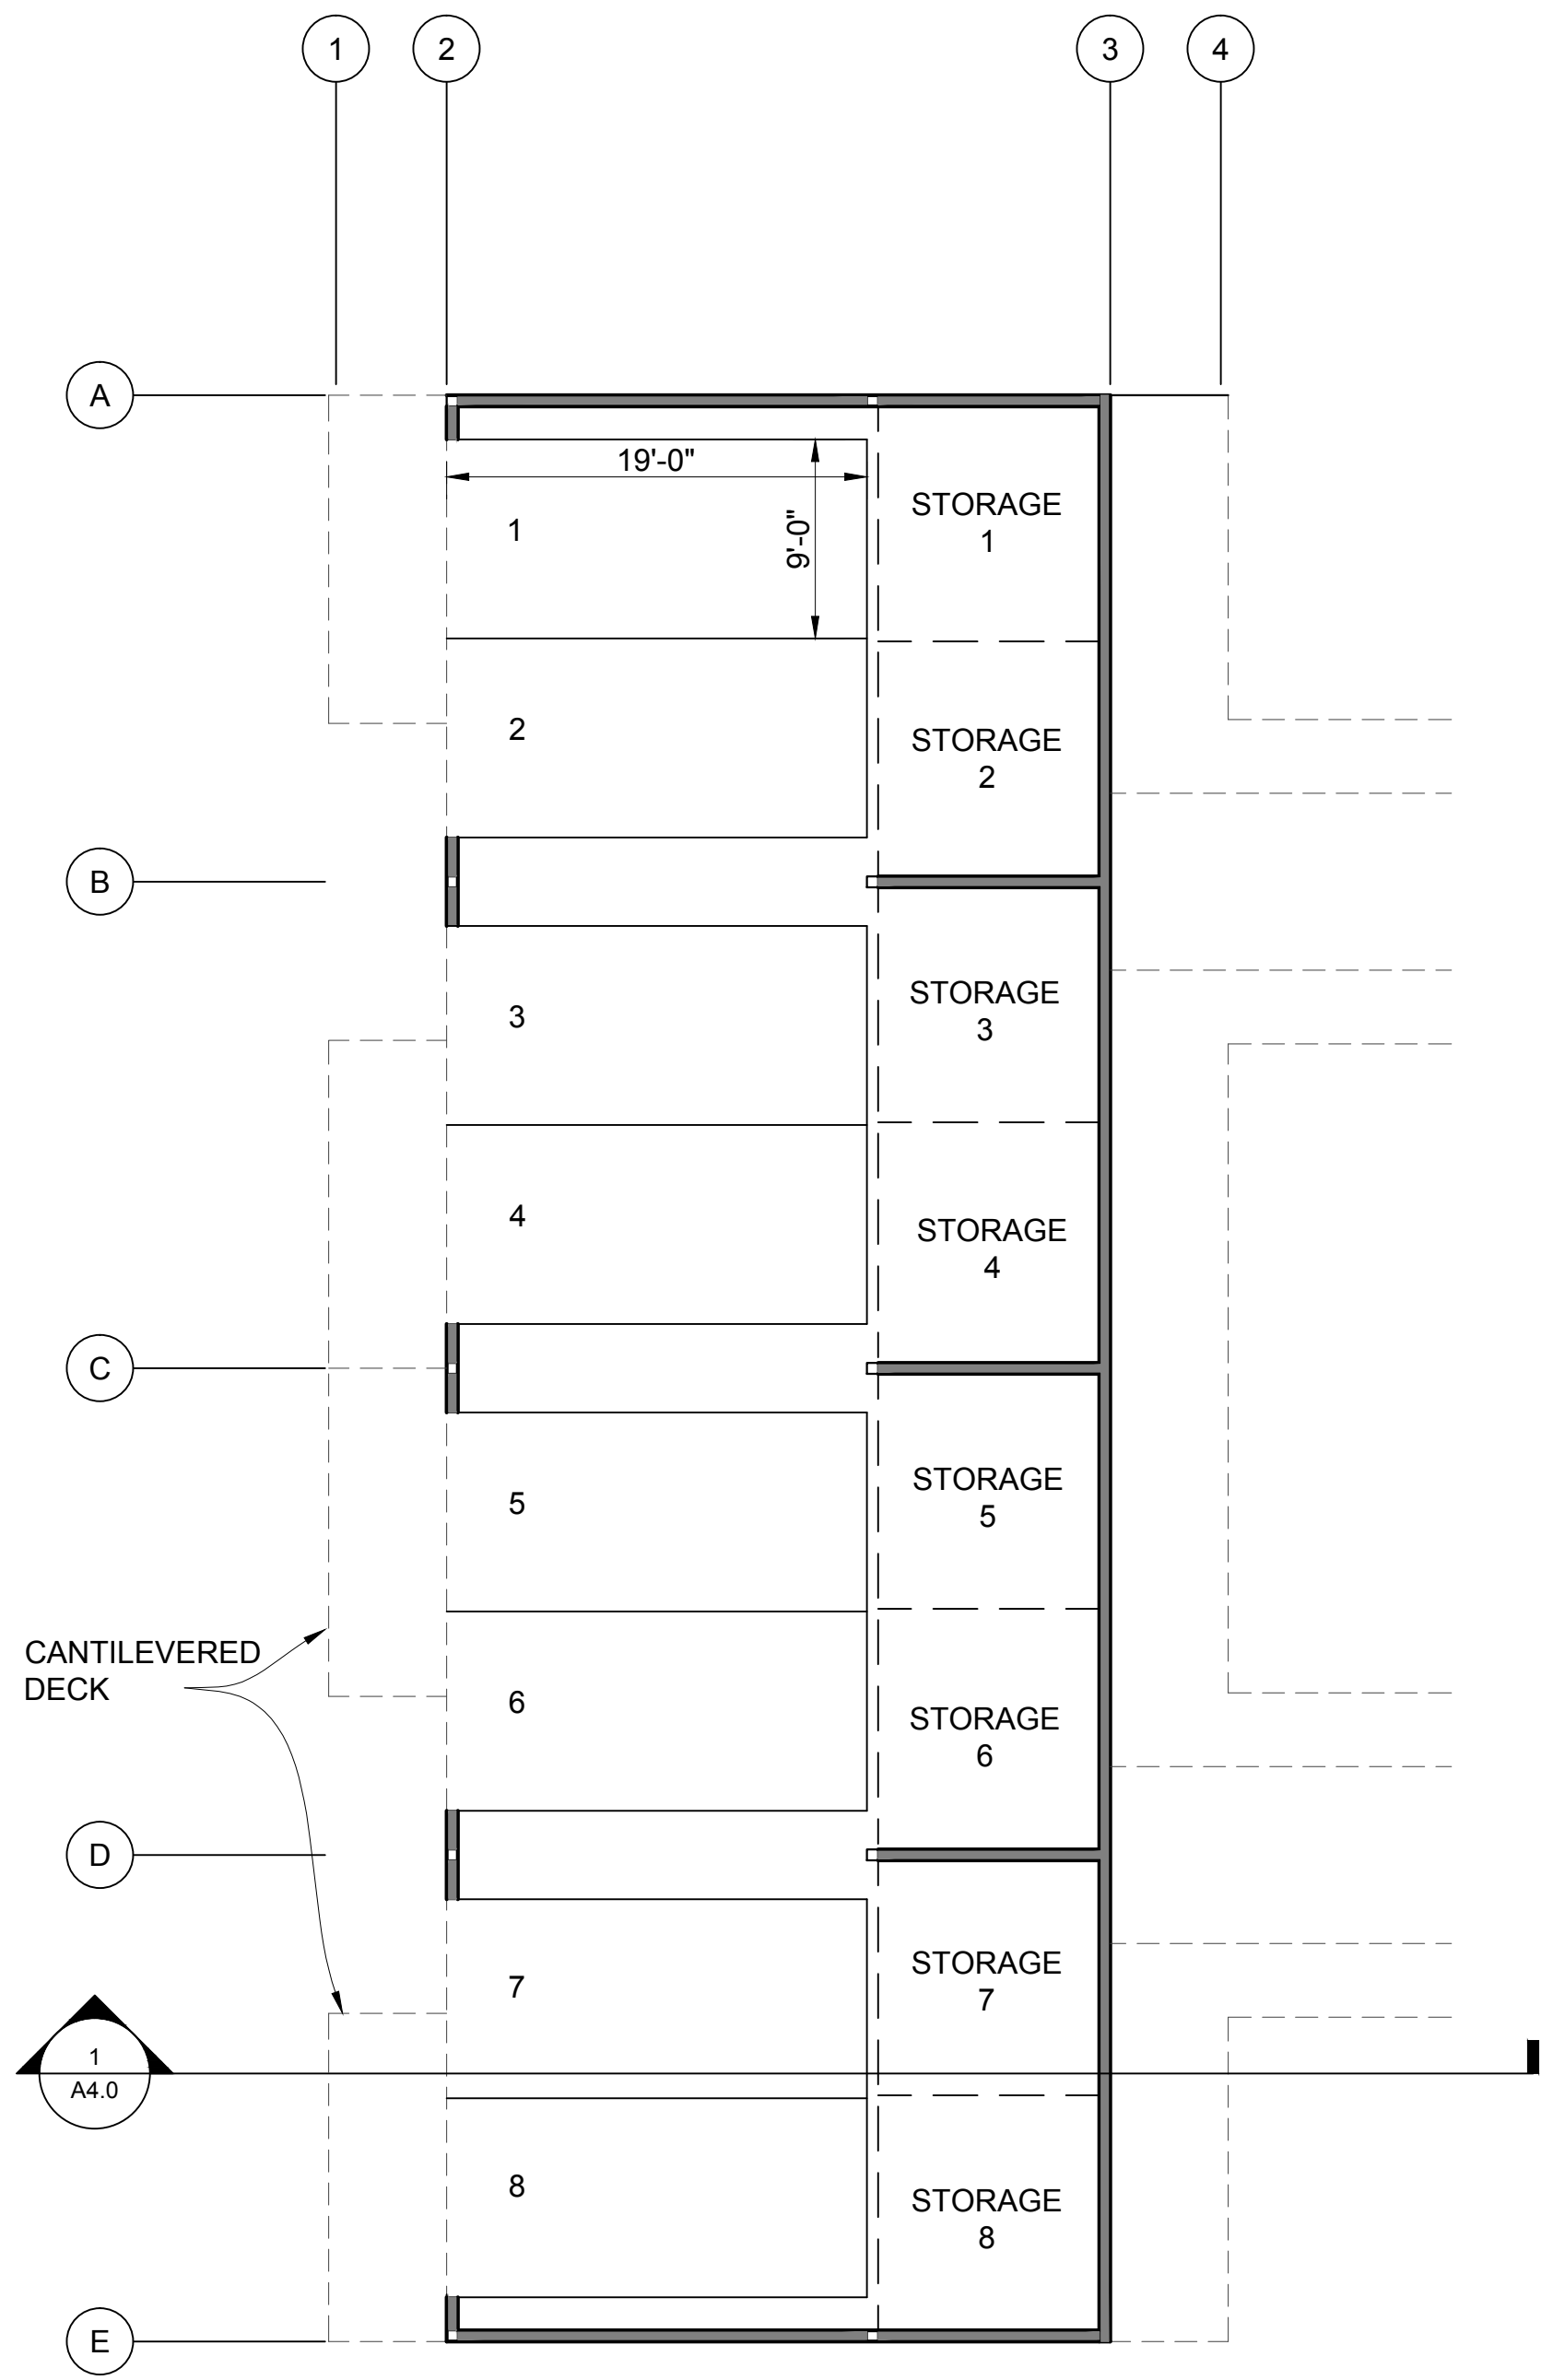 1
2
3
4
A
19'-0"
9'-0"
1
STORAGE
1
2
STORAGE
2
B
3
STORAGE
3
4
STORAGE
4
C
5
STORAGE
5
CANTILEVERED
DECK
6
STORAGE
6
D
7
STORAGE
7
1
A4.0
8
STORAGE
8
E